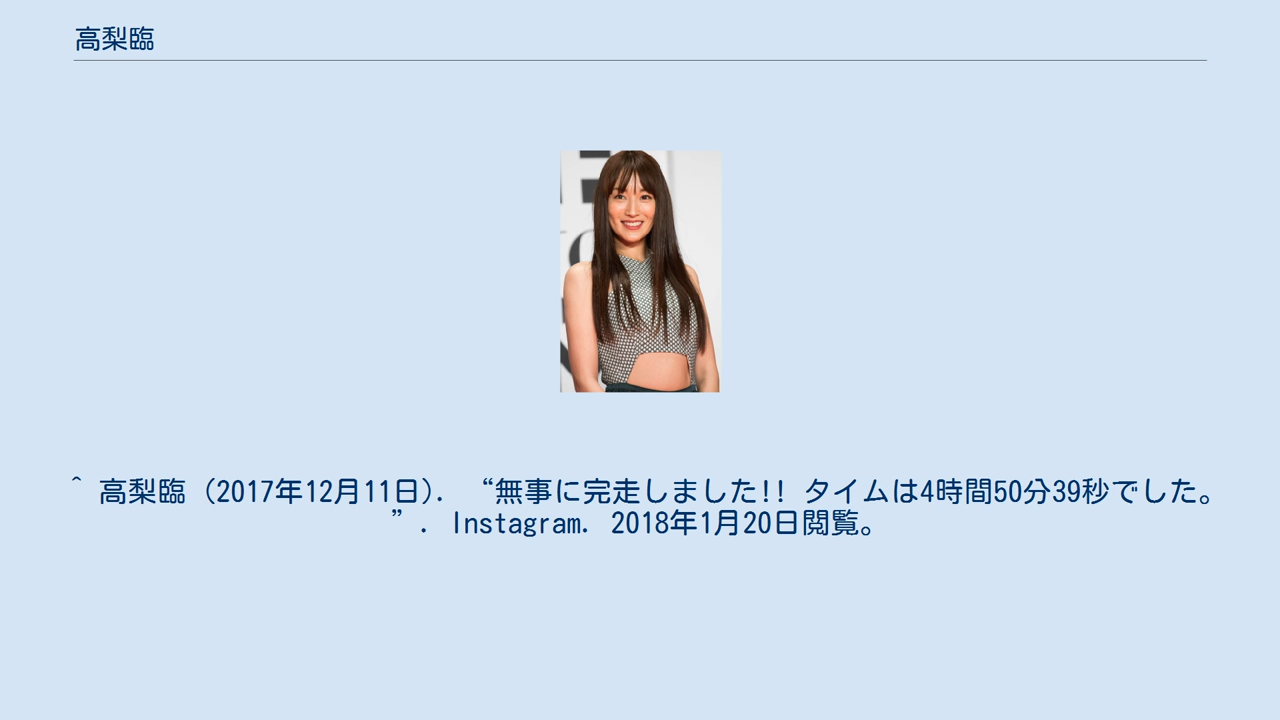 高梨臨
^ 高梨臨 (2017年12月11日). “無事に完走しました!! タイムは4時間50分39秒でした。
”. Instagram. 2018年1月20日閲覧。